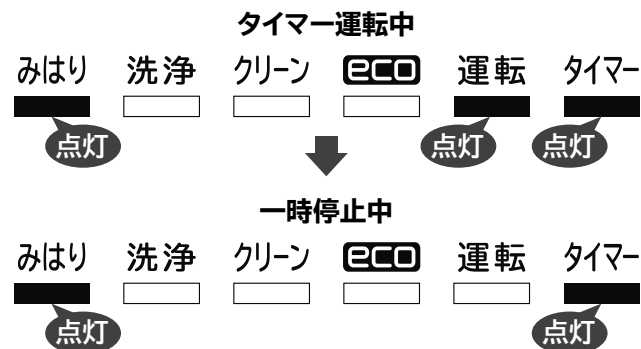 タイマー運転中
みはり 洗浄 クリーン eco 運転 タイマー
点灯 点灯 点灯
一時停止中
みはり 洗浄 クリーン eco 運転 タイマー
点灯 点灯